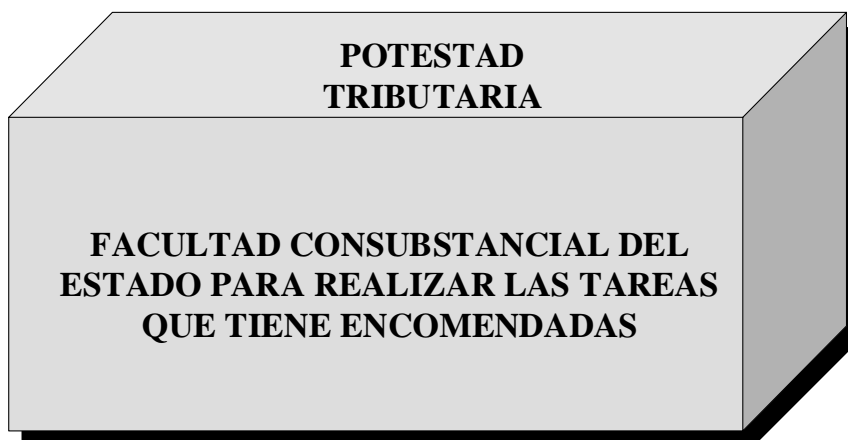 POTESTAD
TRIBUTARIA
FACULTAD CONSUBSTANCIAL DEL
ESTADO PARA REALIZAR LAS TAREAS
QUE TIENE ENCOMENDADAS